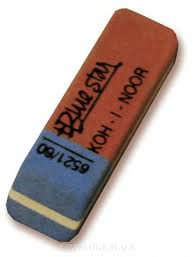 Blue star
KOH-I-NOOR
6521/60